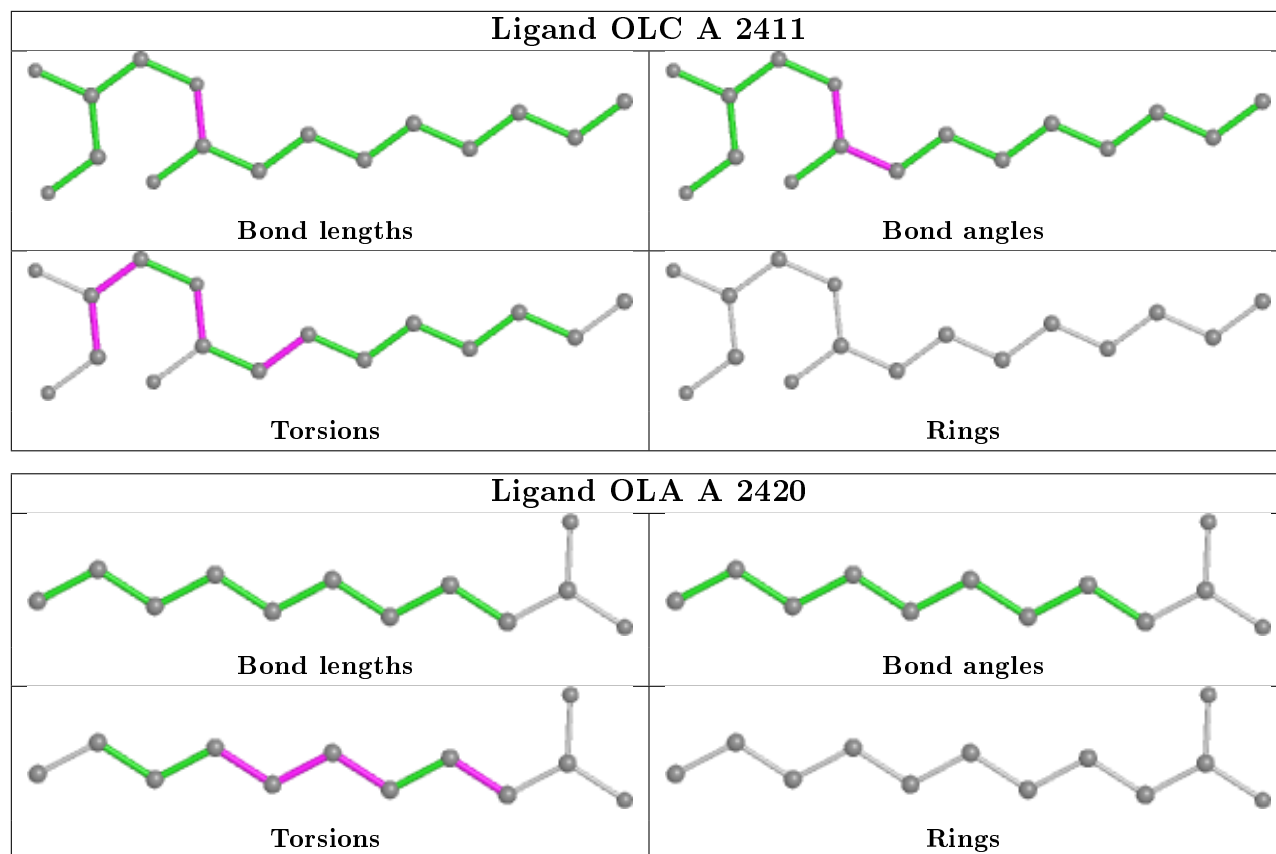 Ligand OLC A 2411
Bond lengths
Bond angles
Torsions
Rings
Ligand OLA A 2420
Bond lengths
Bond angles
Torsions
Rings